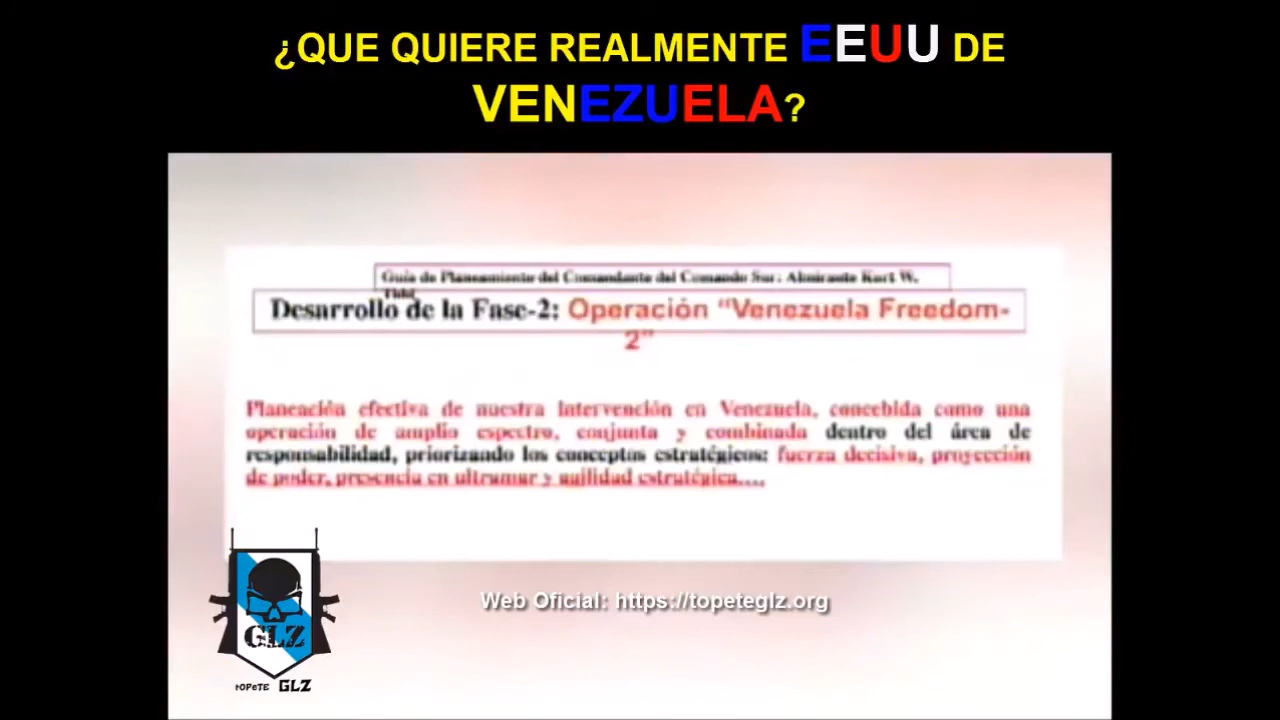 ¿QUE QUIERE REALMENTE EEUU DE
VENEZUELA?
Guía de Planeamiento del Comandante del Comando Sur. Almirante Kurt W.
Tidd.
Desarrollo de la Fase-2: Operación “Venezuela Freedom-
2”
Planeación efectiva de nuestra intervención en Venezuela, concebida como una
operación de amplio espectro, conjunta y combinada dentro del área de
responsabilidad, priorizando los conceptos estratégicos: fuerza decisiva, proyección
de poder, presencia en ultramar y agilidad estratégica....
Web Oficial: https://topeteglz.org
GLZ
tOPeTE GLZ